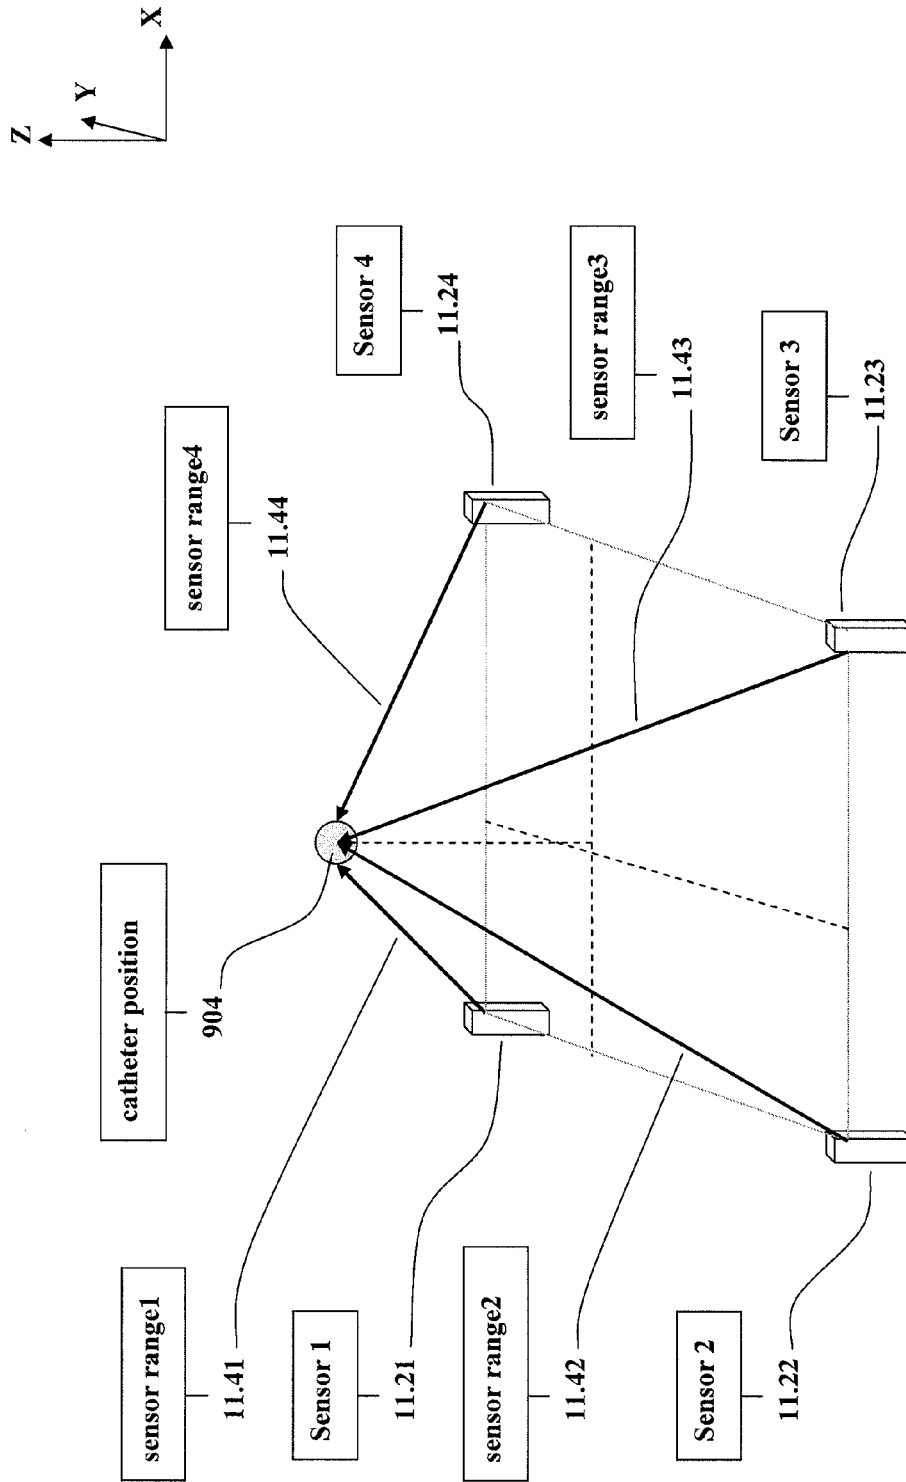 Z
Y
X
catheter position
904
sensor range4
11.44
Sensor 4
11.24
sensor range1
11.41
Sensor 1
11.21
sensor range2
11.42
sensor range3
11.43
Sensor 2
11.22
Sensor 3
11.23